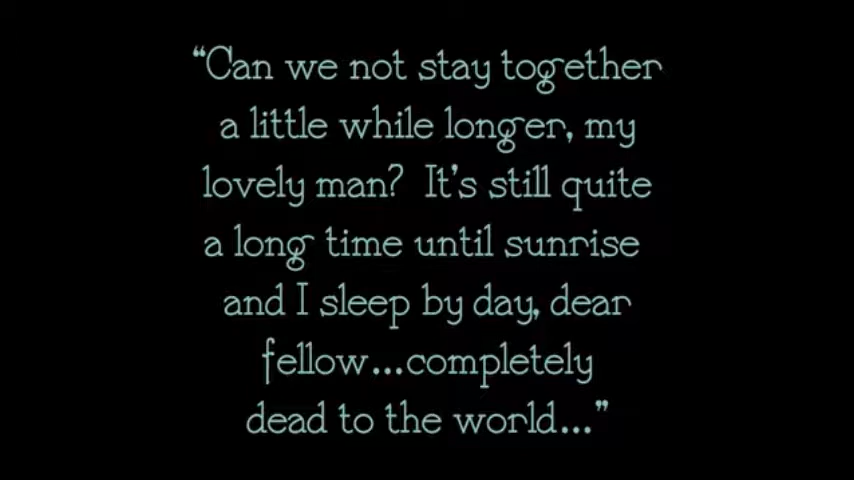 “Can we not stay together
a little while longer, my
lovely man? It’s still quite
a long time until sunrise
and I sleep by day, dear
fellow...completely
dead to the world...”